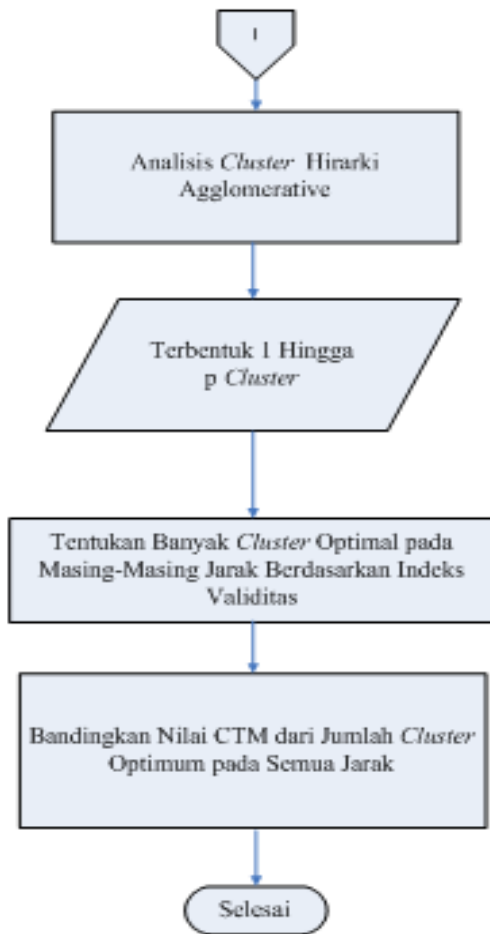 1
Analisis Cluster Hirarki
Agglomerative
Terbentuk 1 Hingga
p Cluster
Tentukan Banyak Cluster Optimal pada
Masing-Masing Jarak Berdasarkan Indeks
Validitas
Bandingkan Nilai CTM dari Jumlah Cluster
Optimum pada Semua Jarak
Selesai